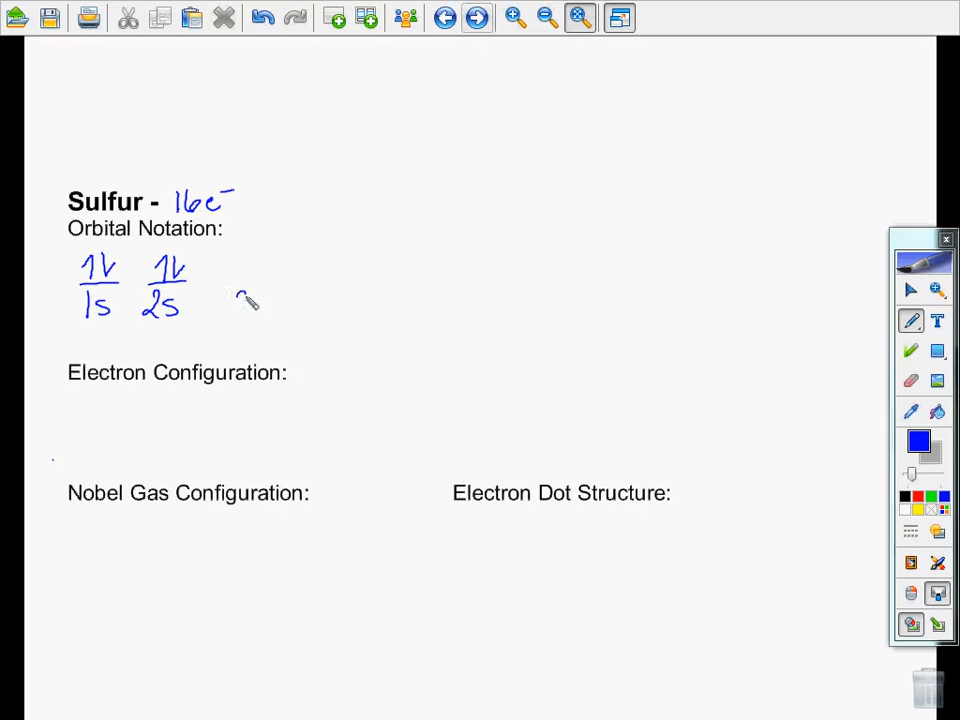 Sulfur - 16e⁻
Orbital Notation:
1s 2s
Electron Configuration:
Nobel Gas Configuration: Electron Dot Structure: